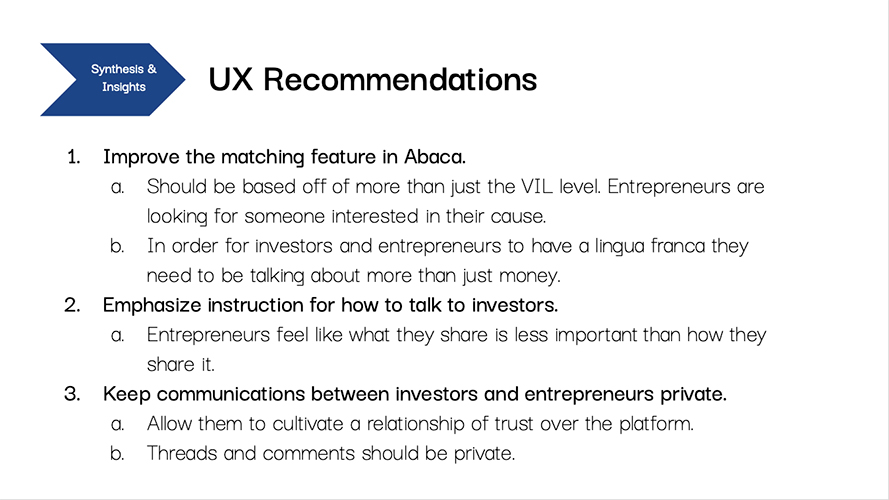 Synthesis &
Insights
UX Recommendations
1. Improve the matching feature in Abaca.
a. Should be based off of more than just the VIL level. Entrepreneurs are
looking for someone interested in their cause.
b. In order for investors and entrepreneurs to have a lingua franca they
need to be talking about more than just money.
2. Emphasize instruction for how to talk to investors.
a. Entrepreneurs feel like what they share is less important than how they
share it.
3. Keep communications between investors and entrepreneurs private.
a. Allow them to cultivate a relationship of trust over the platform.
b. Threads and comments should be private.